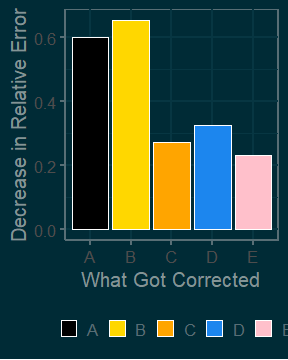 Decrease in Relative Error
0.6
0.4
0.2
0.0
A B C D E
What Got Corrected
A B C D E